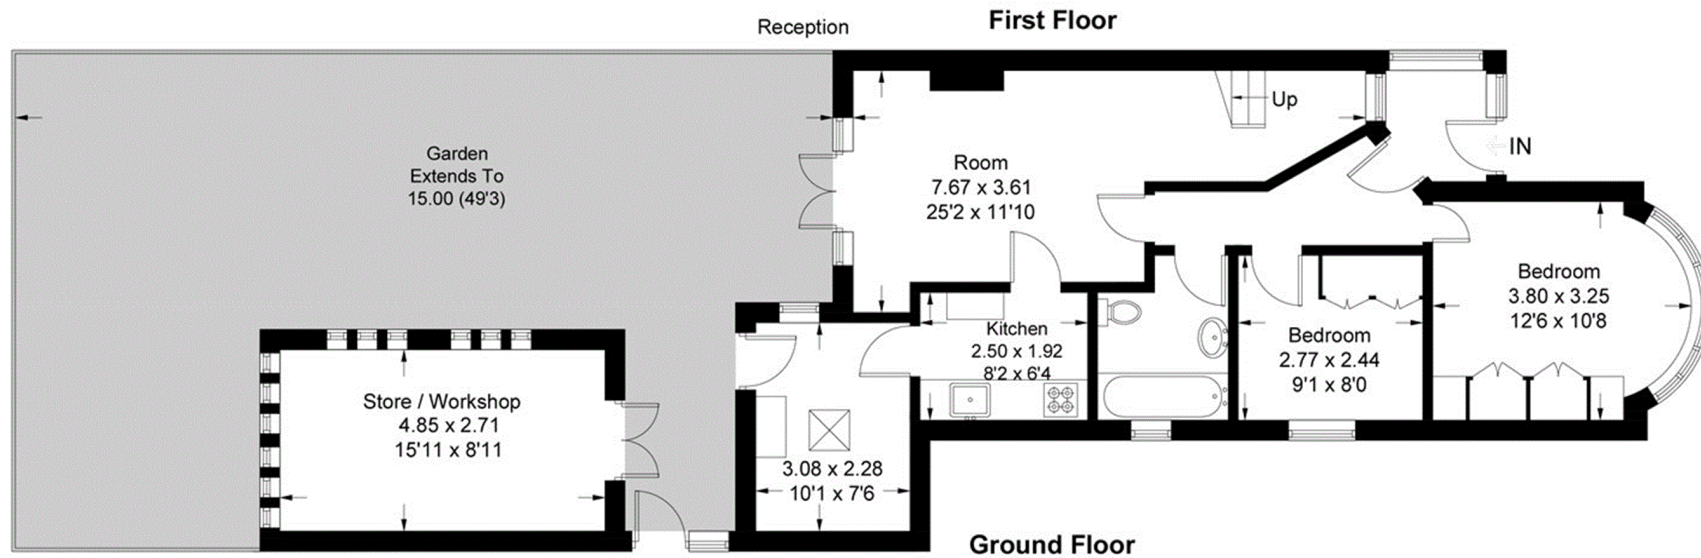 First Floor
Reception
Up
IN
Garden
Extends To
15.00 (49'3)
Room
7.67 x 3.61
25'2 x 11'10
Bedroom
3.80 x 3.25
12'6 x 10'8
Kitchen
2.50 x 1.92
8'2 x 6'4
Bedroom
2.77 x 2.44
9'1 x 8'0
Store / Workshop
4.85 x 2.71
15'11 x 8'11
3.08 x 2.28
10'1 x 7'6
Ground Floor